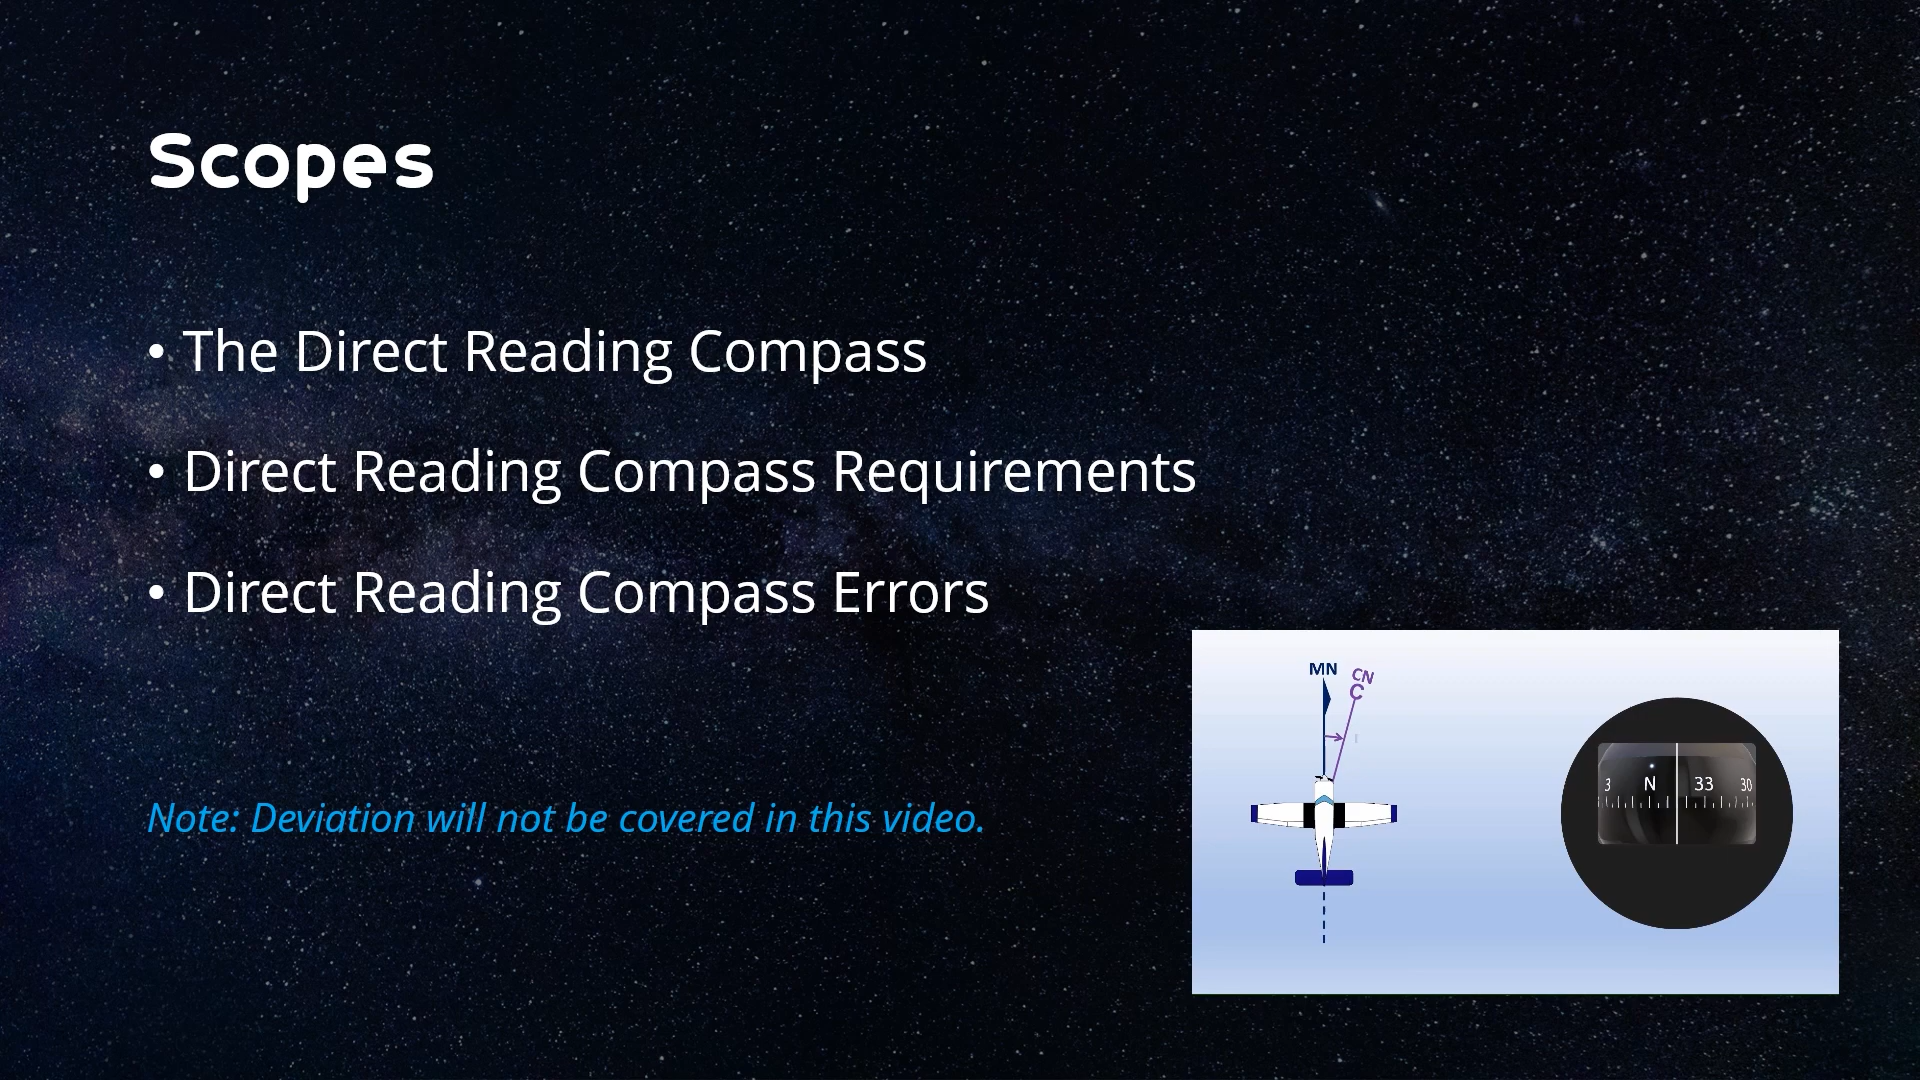 Scopes
• The Direct Reading Compass
• Direct Reading Compass Requirements
• Direct Reading Compass Errors
Note: Deviation will not be covered in this video.
MN CN
C
3 N 33 30